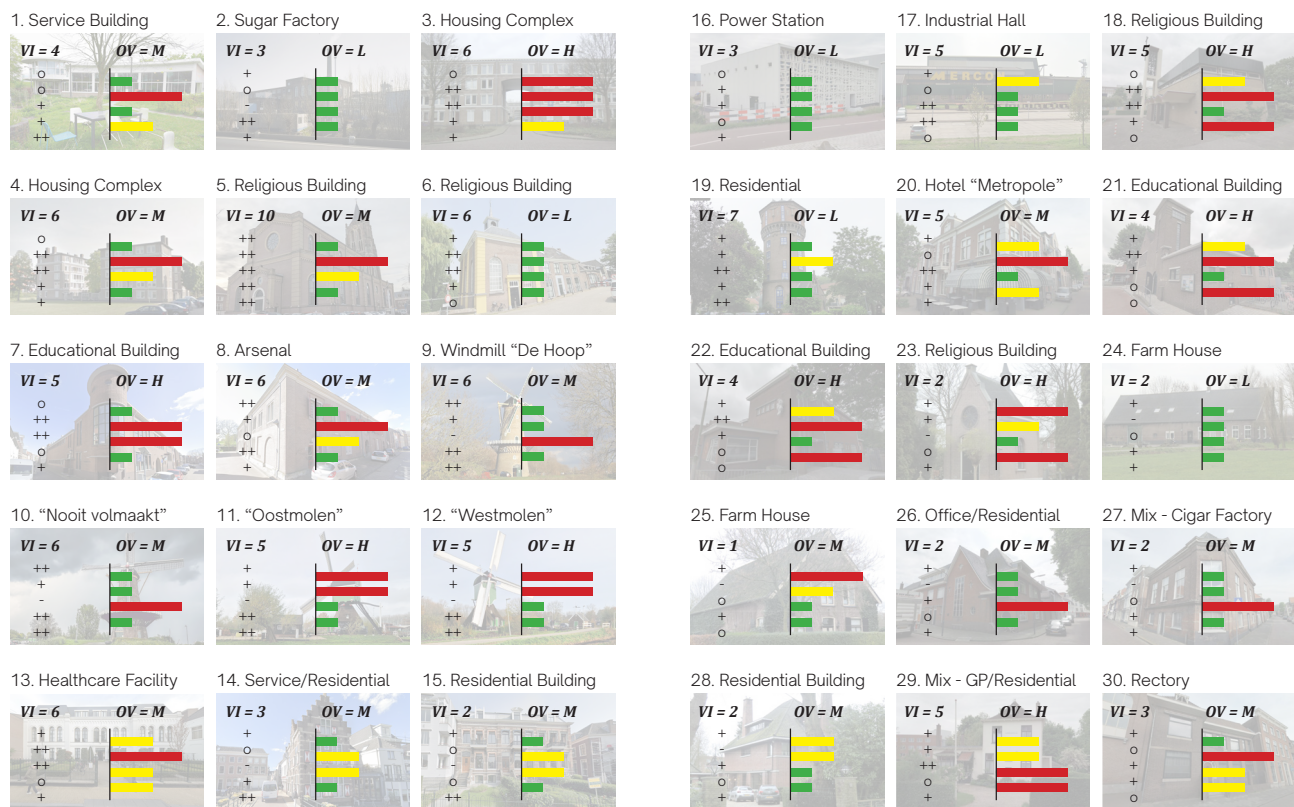 1. Service Building
VI = 4 OV = M
o
o
+
+
++
2. Sugar Factory
VI = 3 OV = L
+
o
-
++
+
3. Housing Complex
VI = 6 OV = H
o
++
++
+
+
4. Housing Complex
VI = 6 OV = M
o
++
++
+
+
5. Religious Building
VI = 10 OV = M
++
++
++
++
++
6. Religious Building
VI = 6 OV = L
+
++
++
+
o
7. Educational Building
VI = 5 OV = H
o
++
++
o
+
8. Arsenal
VI = 6 OV = M
++
+
o
++
+
9. Windmill “De Hoop”
VI = 6 OV = M
++
+
-
++
++
10. “Nooit volmaakt”
VI = 6 OV = M
++
+
-
++
++
11. “Oostmolen”
VI = 5 OV = H
+
+
-
++
++
12. “Westmolen”
VI = 5 OV = H
+
+
-
++
++
13. Healthcare Facility
VI = 6 OV = M
+
++
++
o
+
14. Service/Residential
VI = 3 OV = M
+
o
-
+
++
15. Residential Building
VI = 2 OV = M
+
o
-
o
++
16. Power Station
VI = 3 OV = L
o
+
+
o
+
17. Industrial Hall
VI = 5 OV = L
MERCO
+
o
++
++
o
18. Religious Building
VI = 5 OV = H
o
++
++
+
o
19. Residential
VI = 7 OV = L
+
+
++
+
++
20. Hotel “Metropole”
VI = 5 OV = M
+
o
++
+
+
21. Educational Building
VI = 4 OV = H
+
++
+
o
o
22. Educational Building
VI = 4 OV = H
+
++
+
o
o
23. Religious Building
VI = 2 OV = H
+
+
-
o
+
24. Farm House
VI = 2 OV = L
+
-
o
+
+
25. Farm House
VI = 1 OV = M
+
-
o
+
o
26. Office/Residential
VI = 2 OV = M
+
-
+
o
+
27. Mix - Cigar Factory
VI = 2 OV = M
+
-
o
+
+
28. Residential Building
VI = 2 OV = M
+
-
+
o
+
29. Mix - GP/Residential
VI = 5 OV = H
+
+
++
o
+
30. Rectory
VI = 3 OV = M
+
o
+
+
o